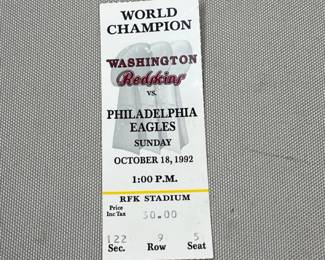 WORLD
CHAMPION
WASHINGTON
Redskins
VS.
PHILADELPHIA
EAGLES
SUNDAY
OCTOBER 18, 1992
1:00 P.M.
RFK STADIUM
Price
Inc Tax
30.00
122 9 5
Sec. Row Seat